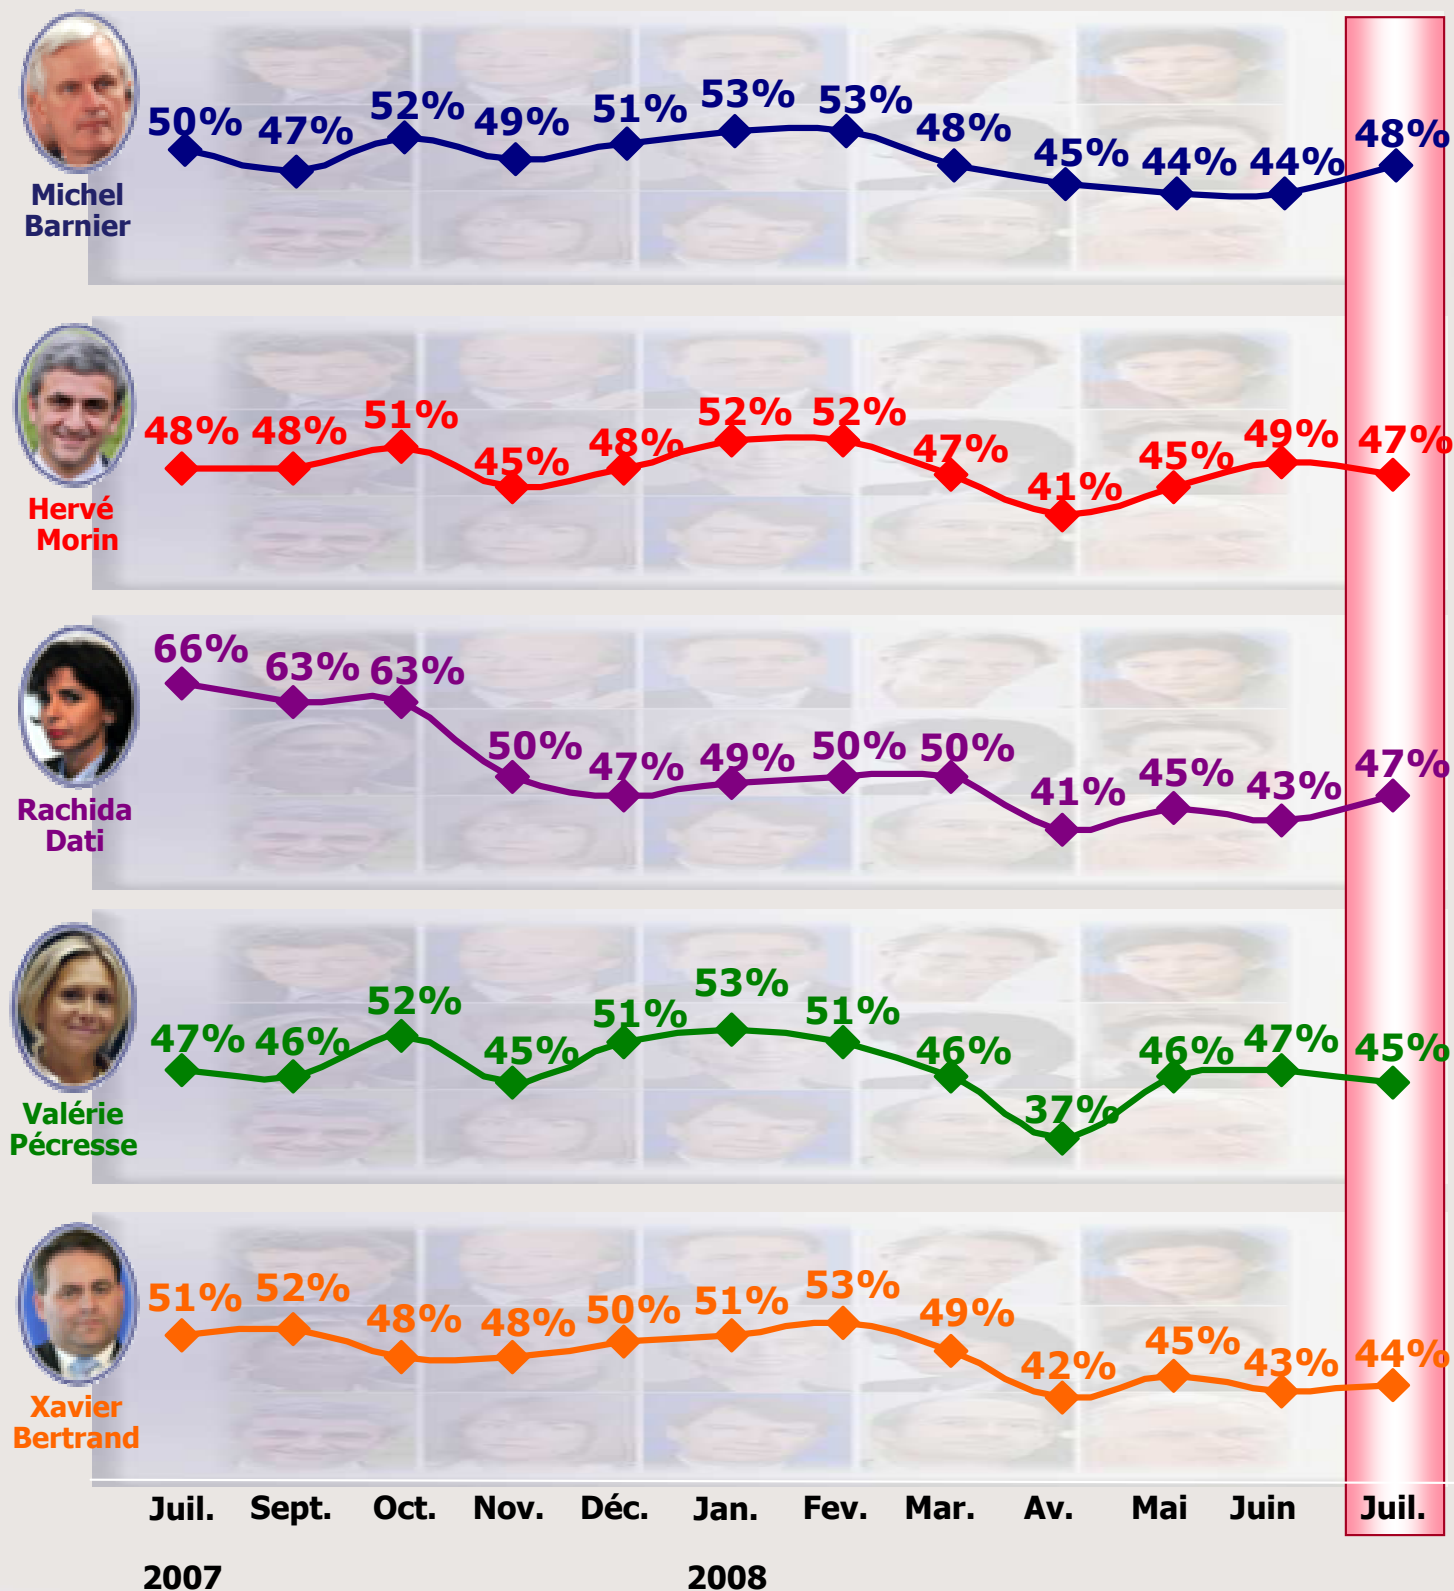 50% 47% 52% 49% 51% 53% 53% 48% 45% 44% 44% 48%
Michel
Barnier
48% 48% 51% 45% 48% 52% 52% 47% 41% 45% 49% 47%
Hervé
Morin
66% 63% 63% 50% 47% 49% 50% 50% 41% 45% 43% 47%
Rachida
Dati
47% 46% 52% 45% 51% 53% 51% 46% 37% 46% 47% 45%
Valérie
Pécresse
51% 52% 48% 48% 50% 51% 53% 49% 42% 45% 43% 44%
Xavier
Bertrand
Juil. Sept. Oct. Nov. Déc. Jan. Fev. Mar. Av. Mai Juin Juil.
2007 2008